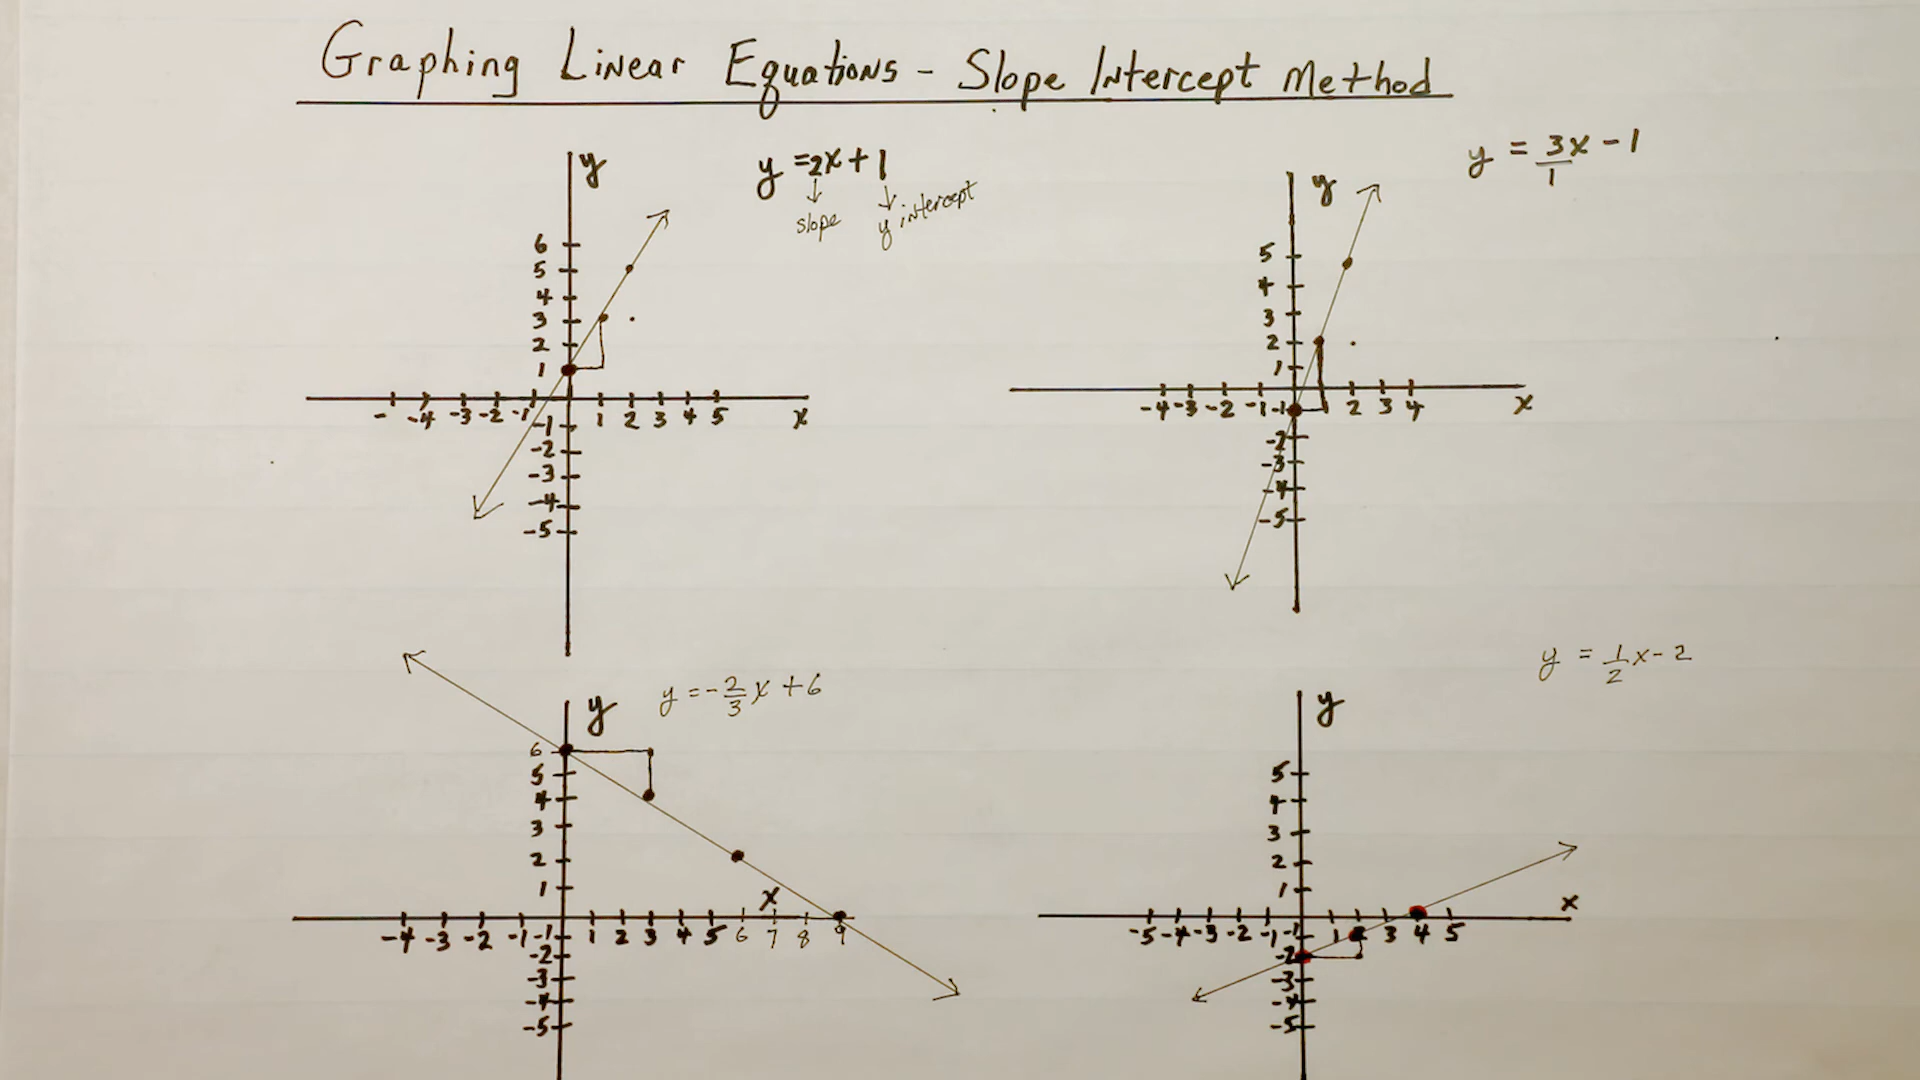 Graphing Linear Equations - Slope Intercept Method
y
y = 2x + 1
slope
y intercept
6
5
4
3
2
1
- -4 -3 -2 -1 1 2 3 4 5 x
-1
-2
-3
-4
-5
y = 3/1 x - 1
y
5
4
3
2
1
-4 -3 -2 -1 -1 2 3 4 x
-2
-3
-4
-5
y = -2/3 x + 6
y
6
5
4
3
2
1
x
-4 -3 -2 -1 -1 1 2 3 4 5 6 7 8 9
-2
-3
-4
-5
y = 1/2 x - 2
y
5
4
3
2
1
x
-5 -4 -3 -2 -1 -1 1 3 4 5
-2
-3
-4
-5